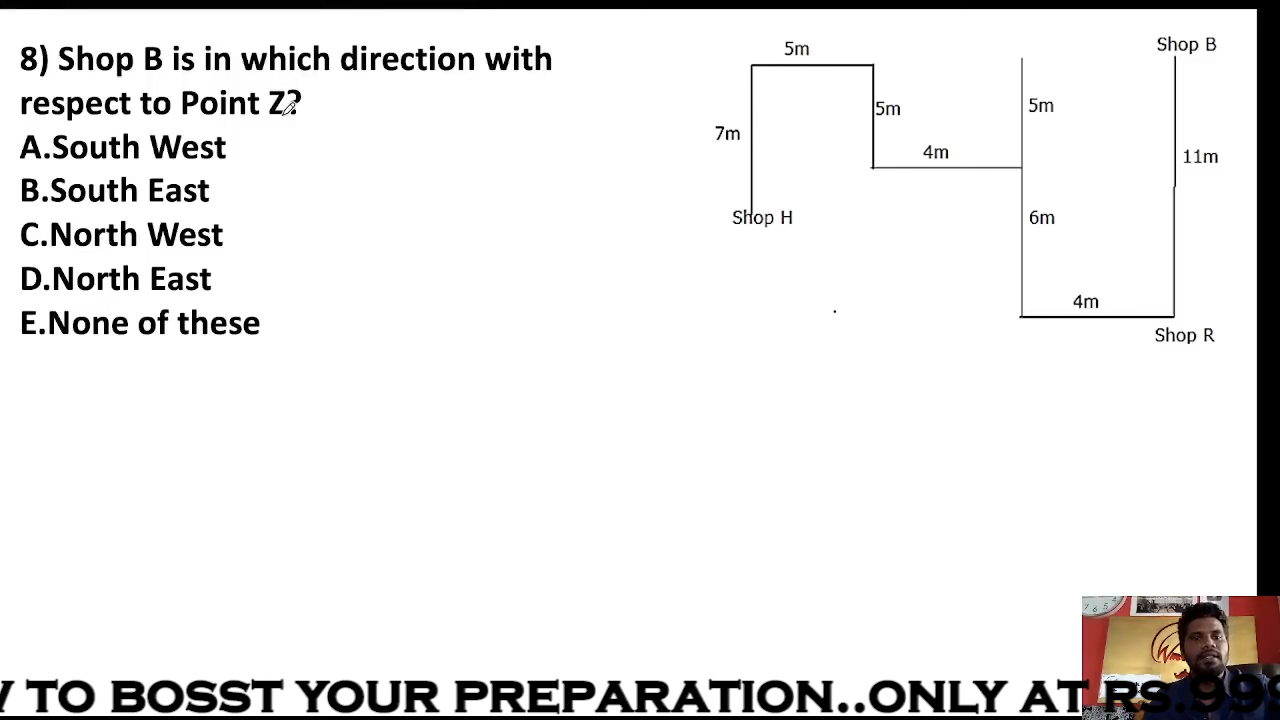 8) Shop B is in which direction with
respect to Point Z?
A.South West
B.South East
C.North West
D.North East
E.None of these
5m
Shop B
7m
5m
5m
4m
11m
Shop H
6m
4m
Shop R
TO BOSST YOUR PREPARATION..ONLY AT RS.999